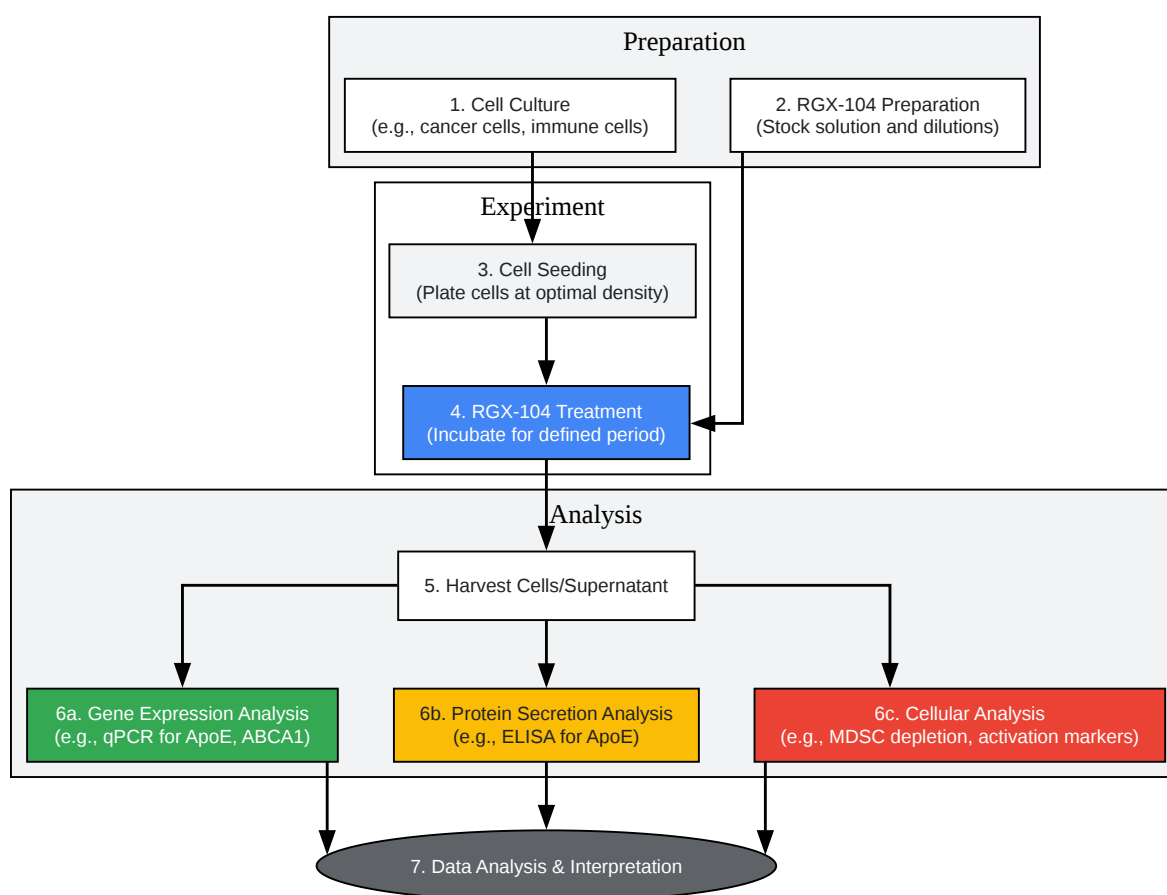 Preparation
1. Cell Culture
(e.g., cancer cells, immune cells)
2. RGX-104 Preparation
(Stock solution and dilutions)
Experiment
3. Cell Seeding
(Plate cells at optimal density)
4. RGX-104 Treatment
(Incubate for defined period)
Analysis
5. Harvest Cells/Supernatant
6a. Gene Expression Analysis
(e.g., qPCR for ApoE, ABCA1)
6b. Protein Secretion Analysis
(e.g., ELISA for ApoE)
6c. Cellular Analysis
(e.g., MDSC depletion, activation markers)
7. Data Analysis & Interpretation